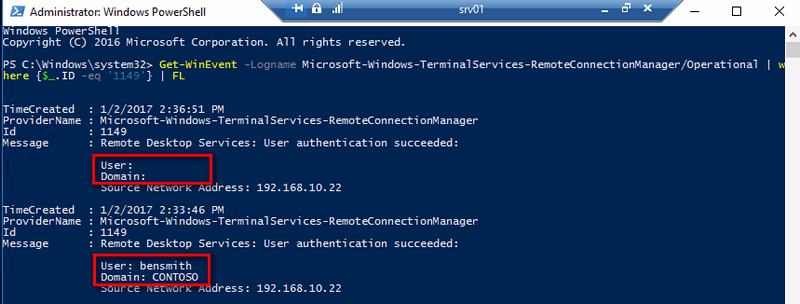 Administrator: Windows PowerShell
srv01
Windows PowerShell
Copyright (C) 2016 Microsoft Corporation. All rights reserved.
PS C:\Windows\system32> Get-WinEvent -Logname Microsoft-Windows-TerminalServices-RemoteConnectionManager/Operational | w
here {$_.ID -eq '1149'} | FL
TimeCreated  : 1/2/2017 2:36:51 PM
ProviderName : Microsoft-Windows-TerminalServices-RemoteConnectionManager
Id           : 1149
Message      : Remote Desktop Services: User authentication succeeded:
User:
Domain:
Source Network Address: 192.168.10.22
TimeCreated  : 1/2/2017 2:33:46 PM
ProviderName : Microsoft-Windows-TerminalServices-RemoteConnectionManager
Id           : 1149
Message      : Remote Desktop Services: User authentication succeeded:
User: bensmith
Domain: CONTOSO
Source Network Address: 192.168.10.22